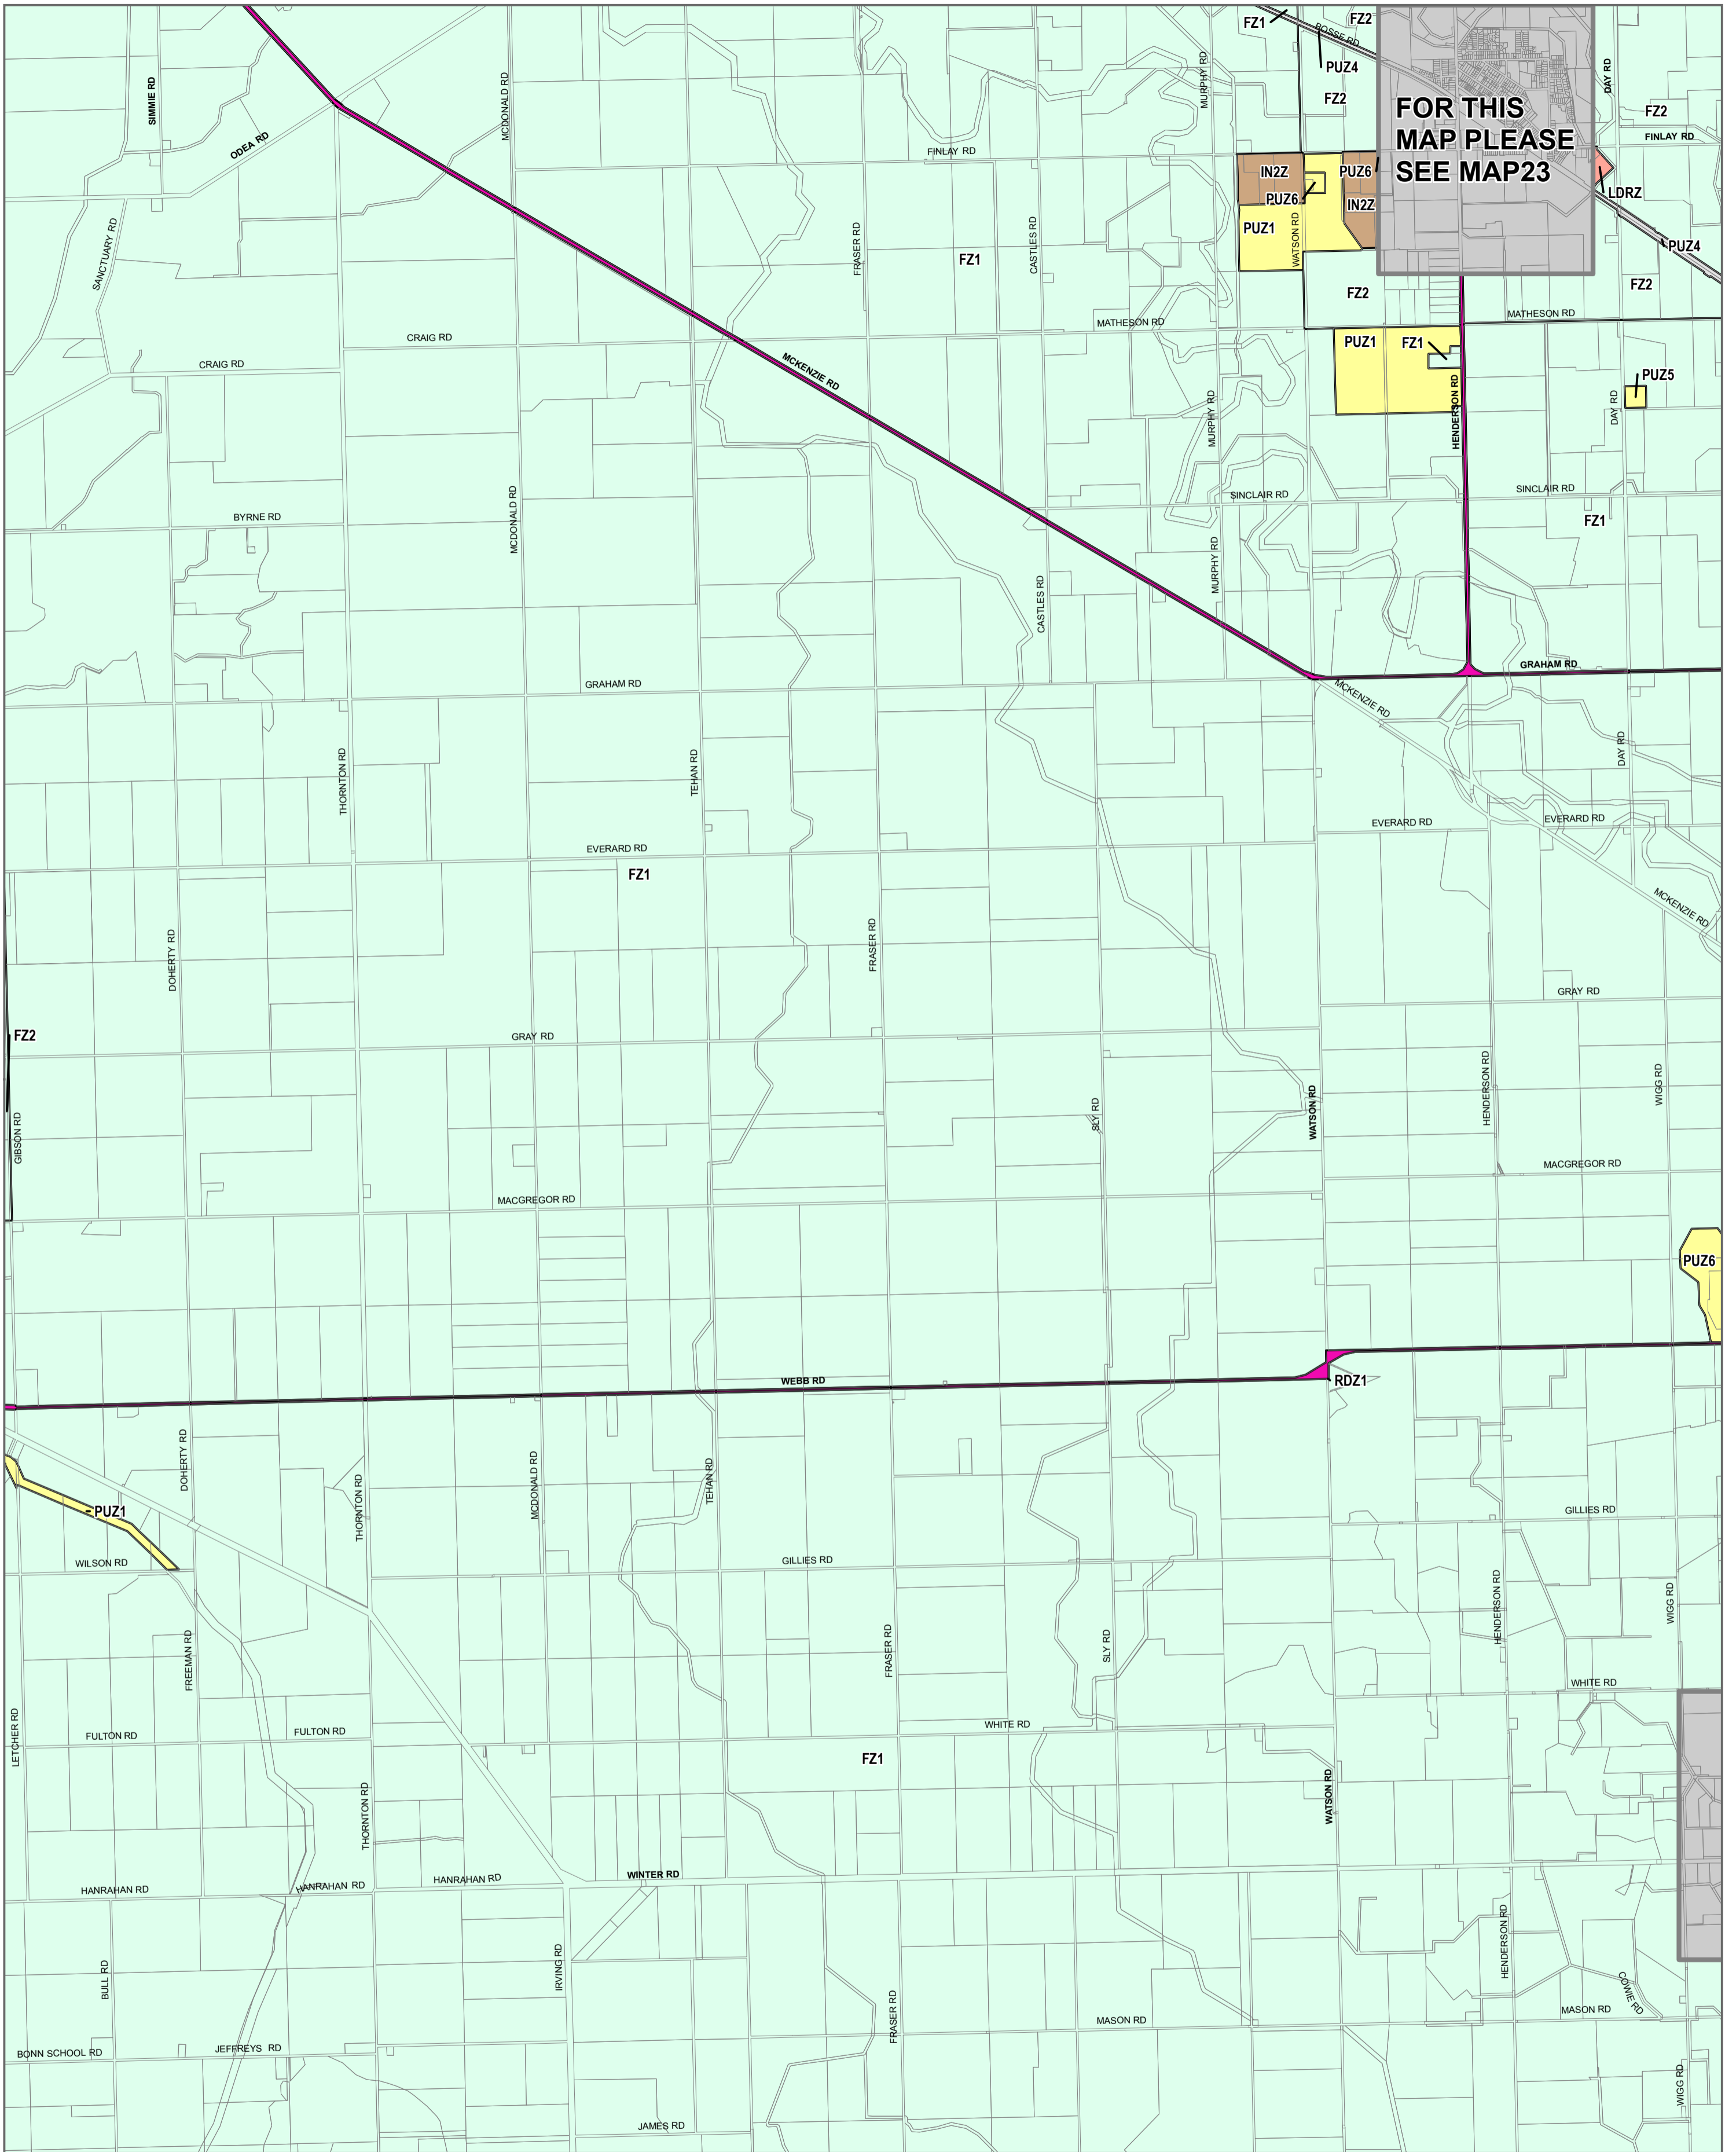 FZ1
FZ2
BOSSE RD
PUZ4
FZ2
FOR THIS
MAP PLEASE
SEE MAP23
DAY RD
FZ2
FINLAY RD
SIMMIE RD
ODEA RD
MCDONALD RD
MURPHY RD
FINLAY RD
IN2Z
PUZ6
PUZ6
IN2Z
LDRZ
PUZ1
WATSON RD
PUZ4
SANCTUARY RD
FRASER RD
FZ1
CASTLES RD
FZ2
FZ2
MATHESON RD
MATHESON RD
CRAIG RD
CRAIG RD
MCKENZIE RD
PUZ1
FZ1
PUZ5
HENDERSON RD
DAY RD
MURPHY RD
SINCLAIR RD
SINCLAIR RD
BYRNE RD
MCDONALD RD
FZ1
MURPHY RD
CASTLES RD
GRAHAM RD
GRAHAM RD
MCKENZIE RD
THORNTON RD
TEHAN RD
DAY RD
EVERARD RD
EVERARD RD
EVERARD RD
FZ1
MCKENZIE RD
DOHERTY RD
FRASER RD
GRAY RD
GRAY RD
FZ2
GIBSON RD
SLY RD
WATSON RD
HENDERSON RD
WIGG RD
MACGREGOR RD
MACGREGOR RD
PUZ6
WEBB RD
RDZ1
DOHERTY RD
THORNTON RD
MCDONALD RD
TEHAN RD
PUZ1
GILLIES RD
WILSON RD
GILLIES RD
FREEMAN RD
FRASER RD
SLY RD
HENDERSON RD
WIGG RD
WHITE RD
LETCHER RD
FULTON RD
FULTON RD
WHITE RD
FZ1
THORNTON RD
WATSON RD
WINTER RD
HANRAHAN RD
HANRAHAN RD
HANRAHAN RD
BULL RD
IRVING RD
HENDERSON RD
COWIE RD
FRASER RD
MASON RD
MASON RD
BONN SCHOOL RD
JEFFREYS RD
WIGG RD
JAMES RD